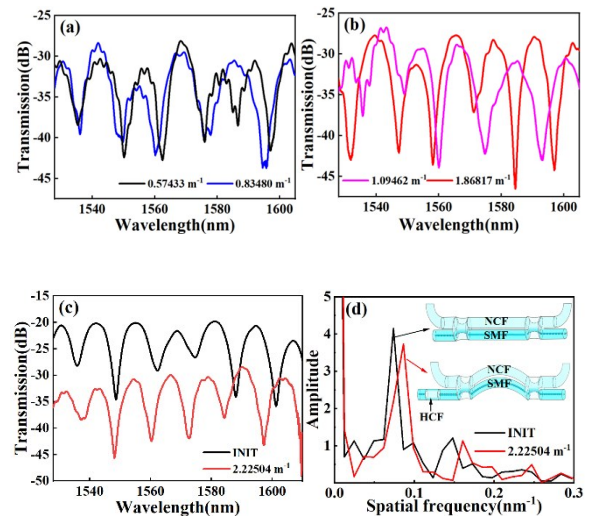 (a)
Transmission(dB)
-25
-30
-35
-40
-45
0.57433 m⁻¹
0.83480 m⁻¹
1540
1560
1580
1600
Wavelength(nm)
(b)
Transmission(dB)
-25
-30
-35
-40
-45
1.09462 m⁻¹
1.86817 m⁻¹
1540
1560
1580
1600
Wavelength(nm)
(c)
Transmission(dB)
-15
-20
-25
-30
-35
-40
-45
-50
INIT
2.22504 m⁻¹
1540
1560
1580
1600
Wavelength(nm)
(d)
Amplitude
5
4
3
2
1
0
NCF
SMF
NCF
SMF
HCF
INIT
2.22504 m⁻¹
0.0
0.1
0.2
0.3
Spatial frequency(nm⁻¹)